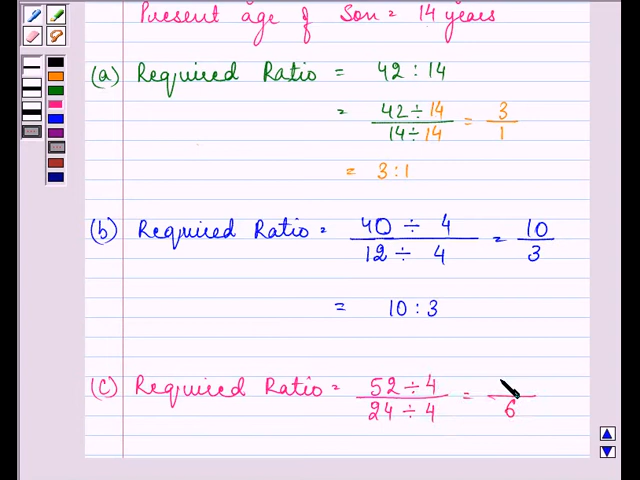 Present age of Son = 14 years
(a) Required Ratio = 42 : 14
= 42 ÷ 14 / 14 ÷ 14 = 3 / 1
= 3 : 1
(b) Required Ratio = 40 ÷ 4 / 12 ÷ 4 = 10 / 3
= 10 : 3
(c) Required Ratio = 52 ÷ 4 / 24 ÷ 4 = / 6